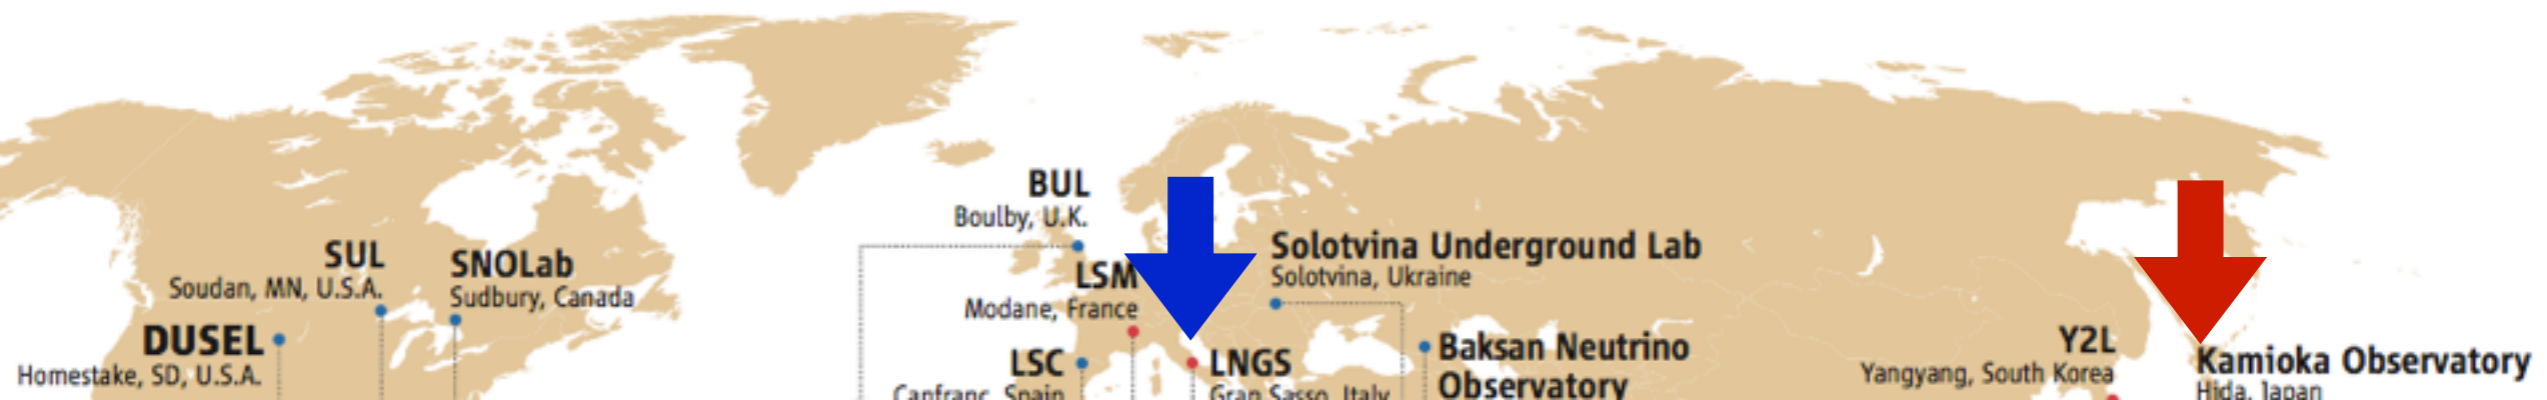 BUL
Boulby, U.K.
SUL
Soudan, MN, U.S.A.
SNOLab
Sudbury, Canada
DUSEL
Homestake, SD, U.S.A.
LSM
Modane, France
LSC
Canfranc, Spain
LNGS
Gran Sasso, Italy
Solotvina Underground Lab
Solotvina, Ukraine
Baksan Neutrino
Observatory
Y2L
Yangyang, South Korea
Kamioka Observatory
Hida, Japan